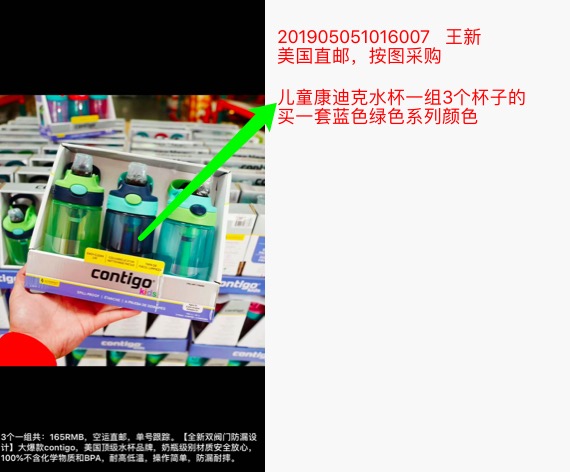 201905051016007 王新
美国直邮，按图采购
儿童康迪克水杯一组3个杯子的
买一套蓝色绿色系列颜色
contigo
kids
contigo
kids
contigo
3个一组共：165RMB，空运直邮，单号跟踪。【全新双阀门防漏设
计】大爆款contigo，美国顶级水杯品牌，奶瓶级别材质安全放心，
100%不含化学物质和BPA，耐高低温，操作简单，防漏耐摔。